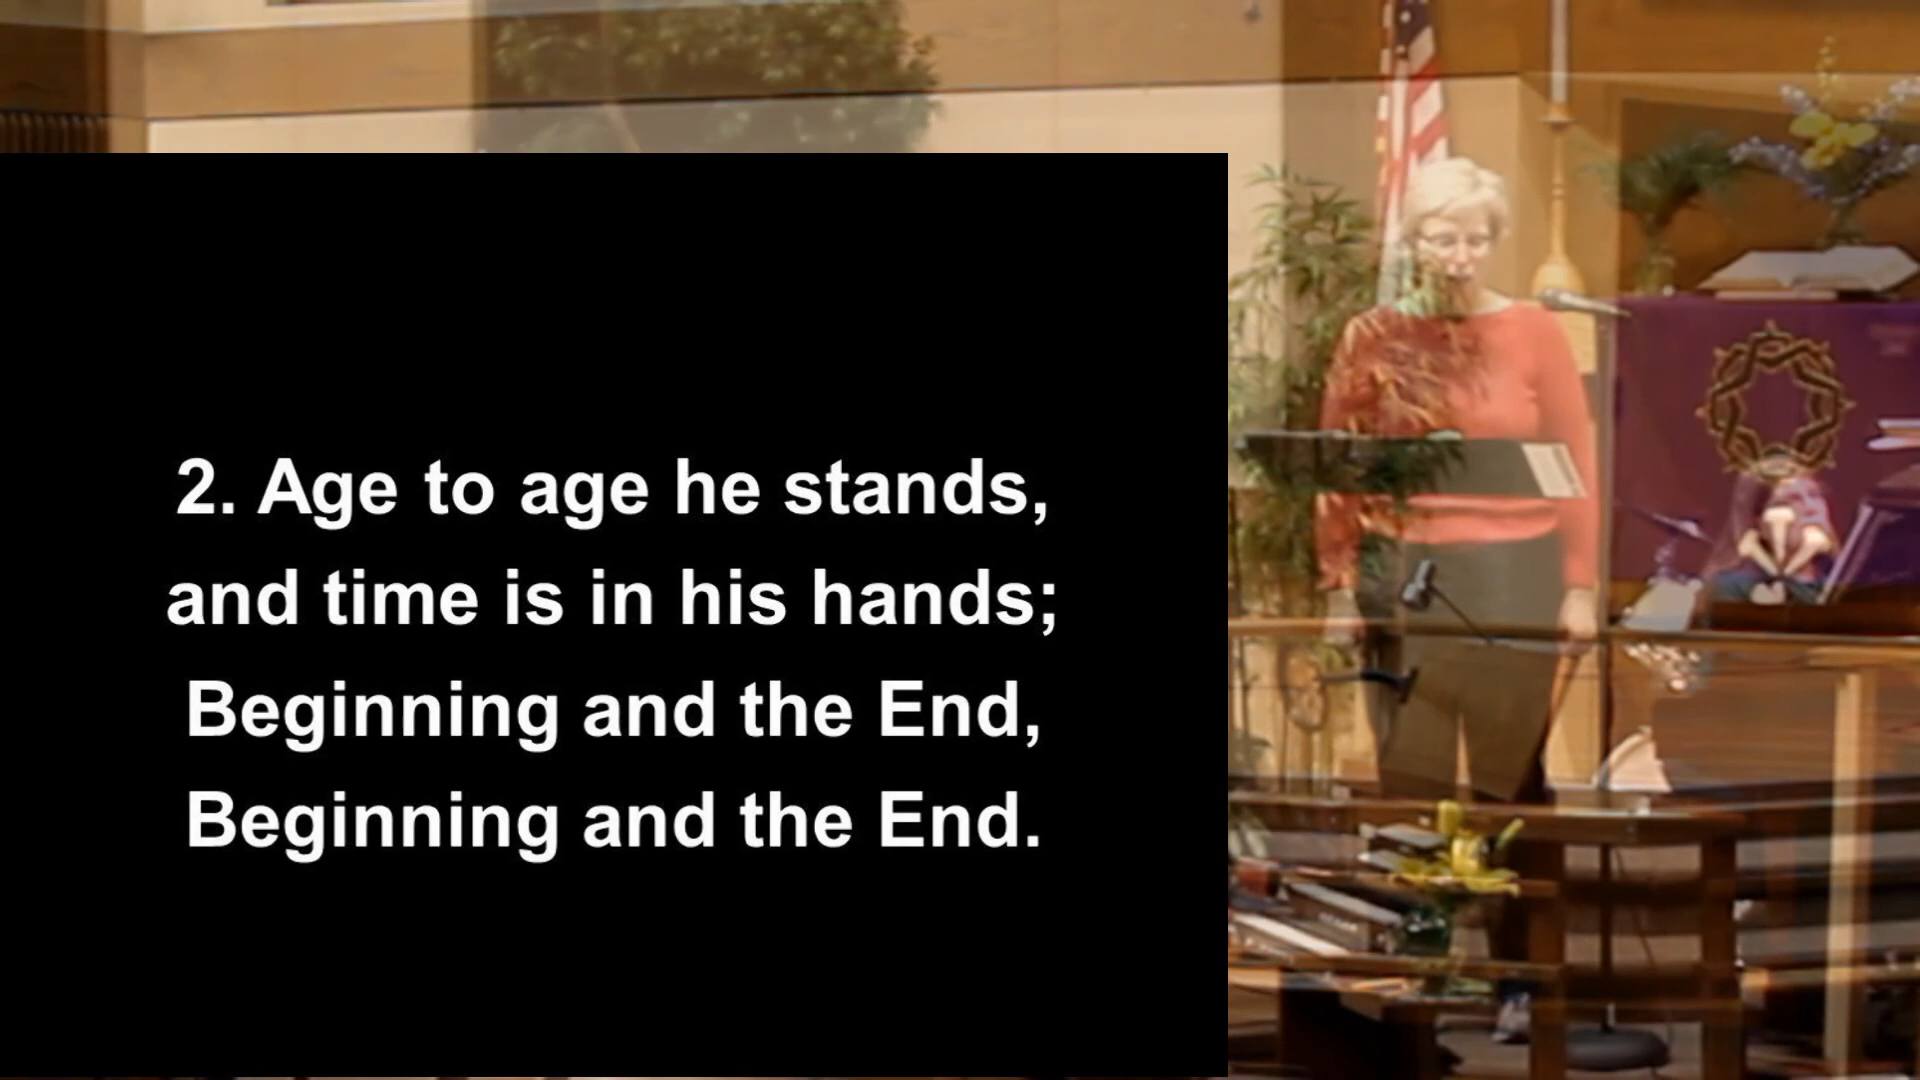 2. Age to age he stands,
and time is in his hands;
Beginning and the End,
Beginning and the End.